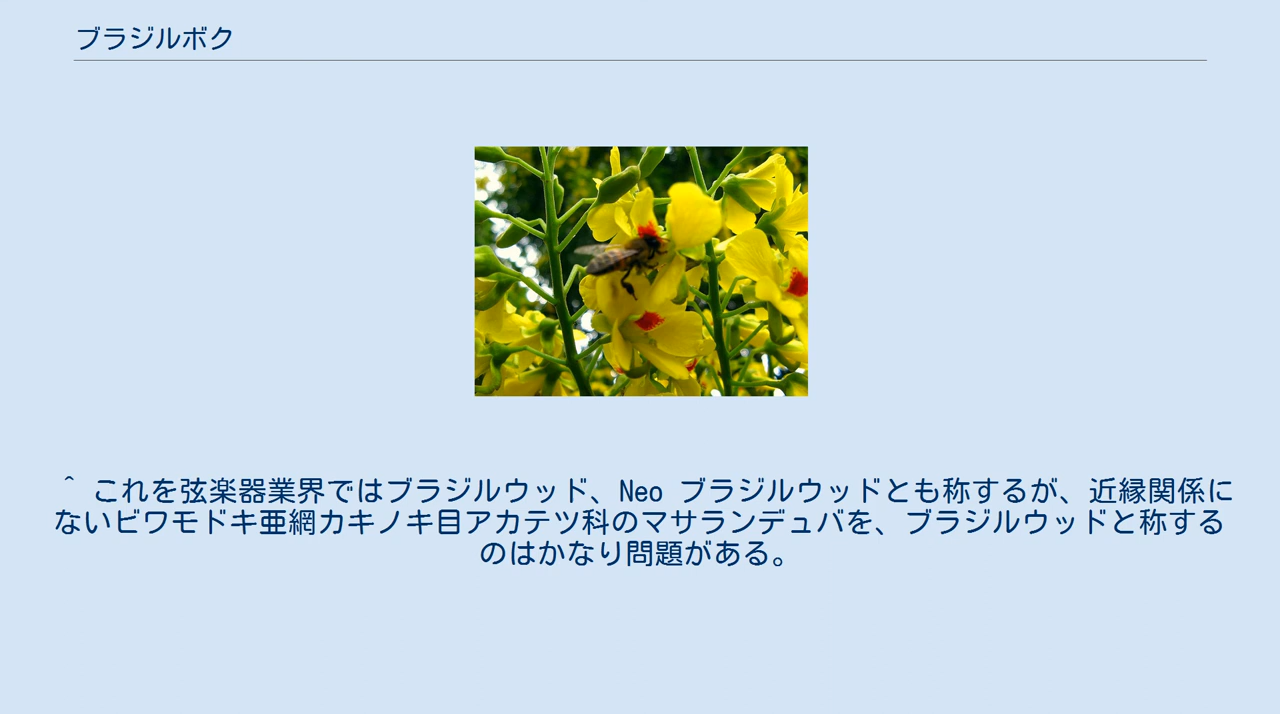 ブラジルボク
^ これを弦楽器業界ではブラジルウッド、Neo ブラジルウッドとも称するが、近縁関係に
ないビワモドキ亜綱カキノキ目アカテツ科のマサランデュバを、ブラジルウッドと称する
のはかなり問題がある。